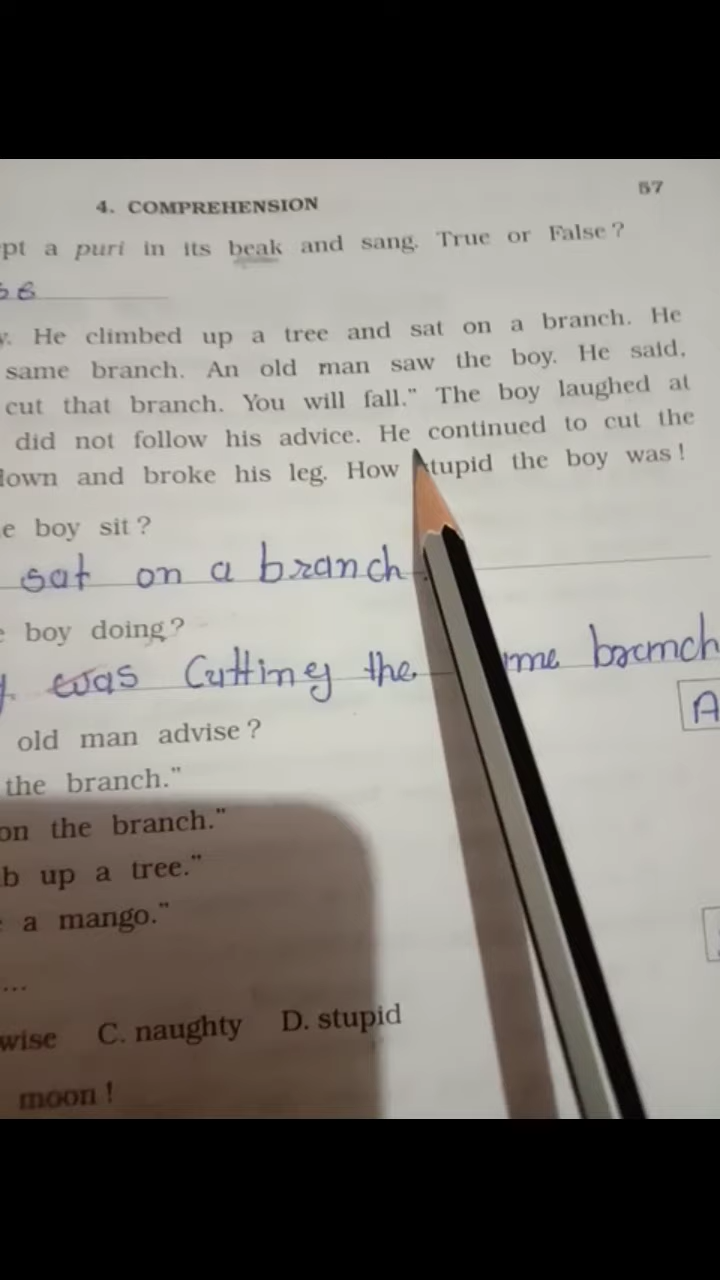 57
4. COMPREHENSION
pt a puri in its beak and sang. True or False?
y. He climbed up a tree and sat on a branch. He
same branch. An old man saw the boy. He said,
cut that branch. You will fall." The boy laughed at
did not follow his advice. He continued to cut the
down and broke his leg. How stupid the boy was!
e boy sit?
sat on a branch
e boy doing?
y. was Cutting the me branch
A
old man advise?
the branch."
on the branch."
b up a tree."
a mango."
...
wise C. naughty D. stupid
moon!